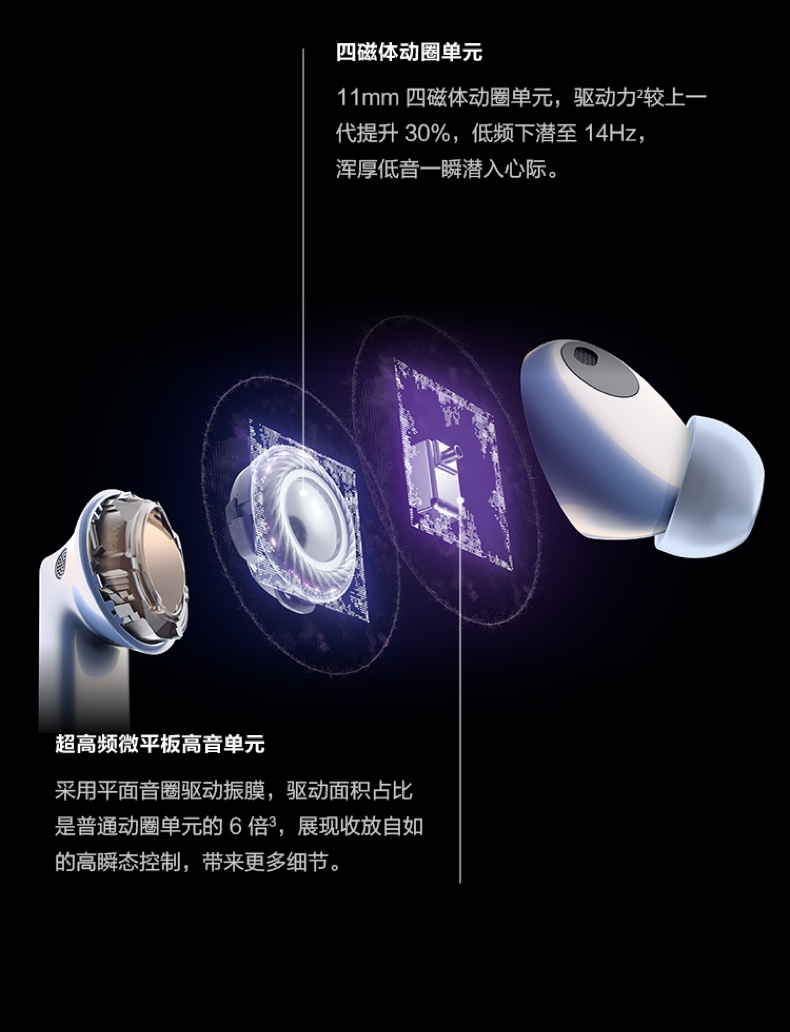 四磁体动圈单元
11mm 四磁体动圈单元，驱动力²较上一
代提升 30%，低频下潜至 14Hz，
浑厚低音一瞬潜入心际。
超高频微平板高音单元
采用平面音圈驱动振膜，驱动面积占比
是普通动圈单元的 6 倍³，展现收放自如
的高瞬态控制，带来更多细节。